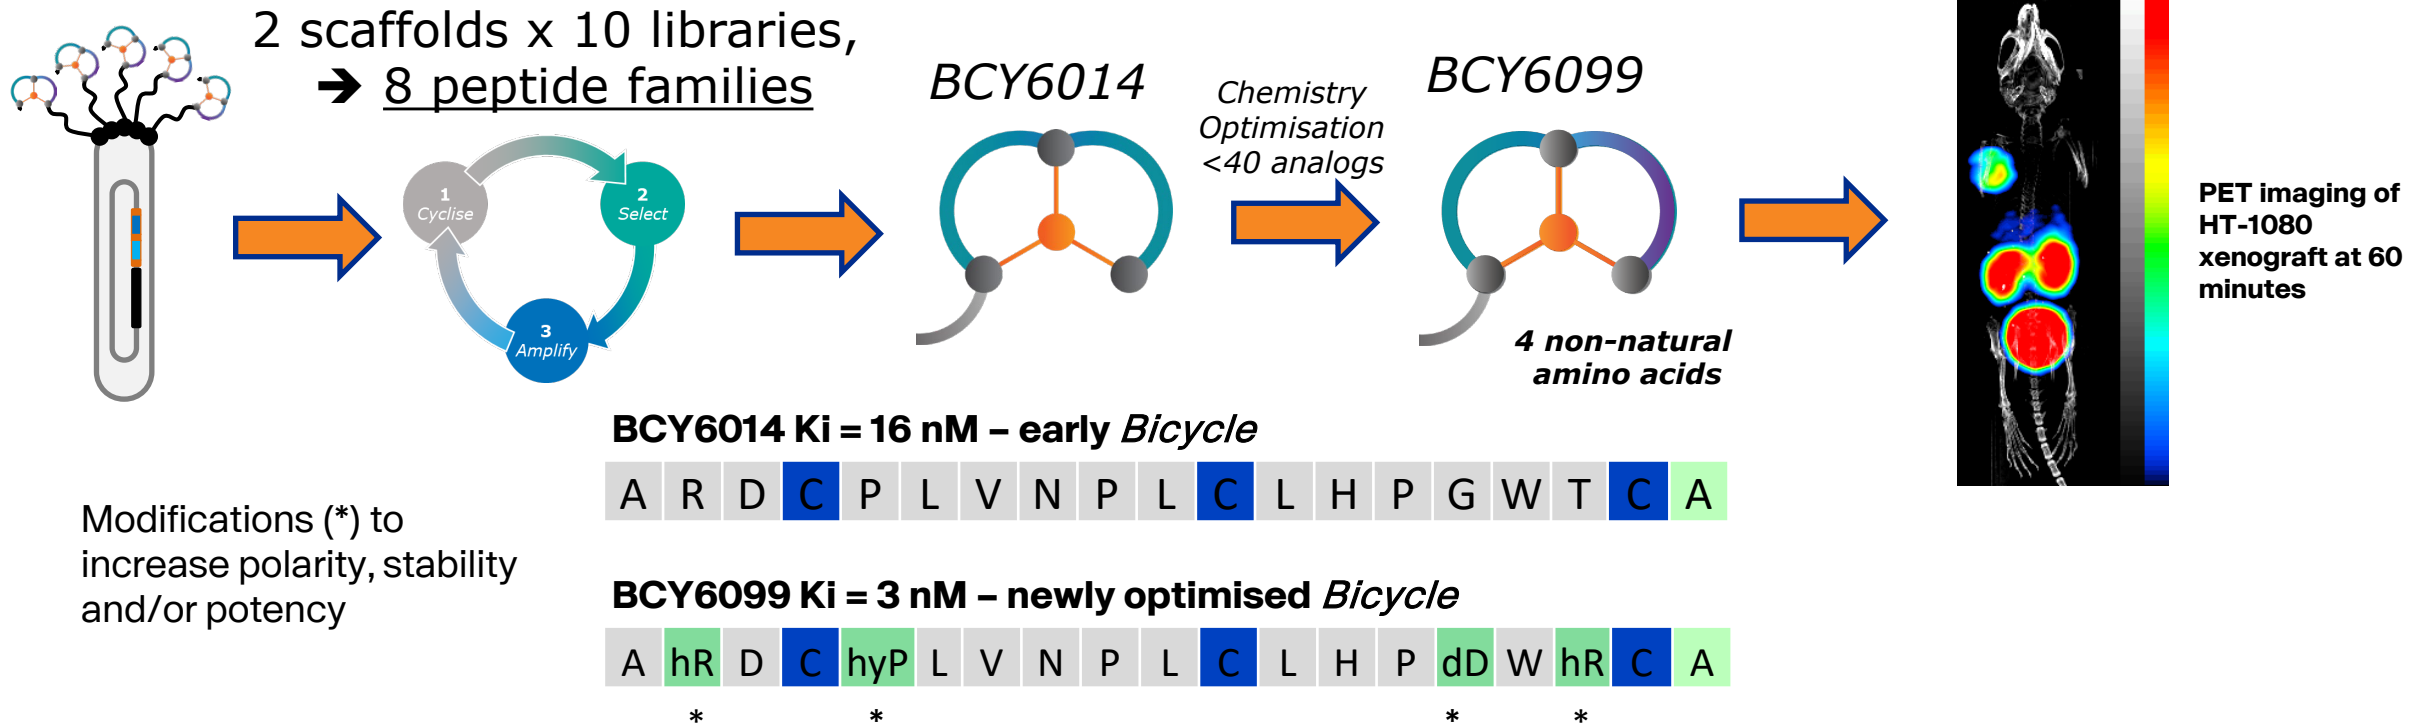 2 scaffolds x 10 libraries,
➔ 8 peptide families
1
Cyclise
2
Select
3
Amplify
BCY6014
Chemistry
Optimisation
<40 analogs
BCY6099
4 non-natural
amino acids
PET imaging of
HT-1080
xenograft at 60
minutes
BCY6014 Ki = 16 nM – early Bicycle
A R D C P L V N P L C L H P G W T C A
Modifications (*) to
increase polarity, stability
and/or potency
BCY6099 Ki = 3 nM – newly optimised Bicycle
A hR D C hyP L V N P L C L H P dD W hR C A
* * * *